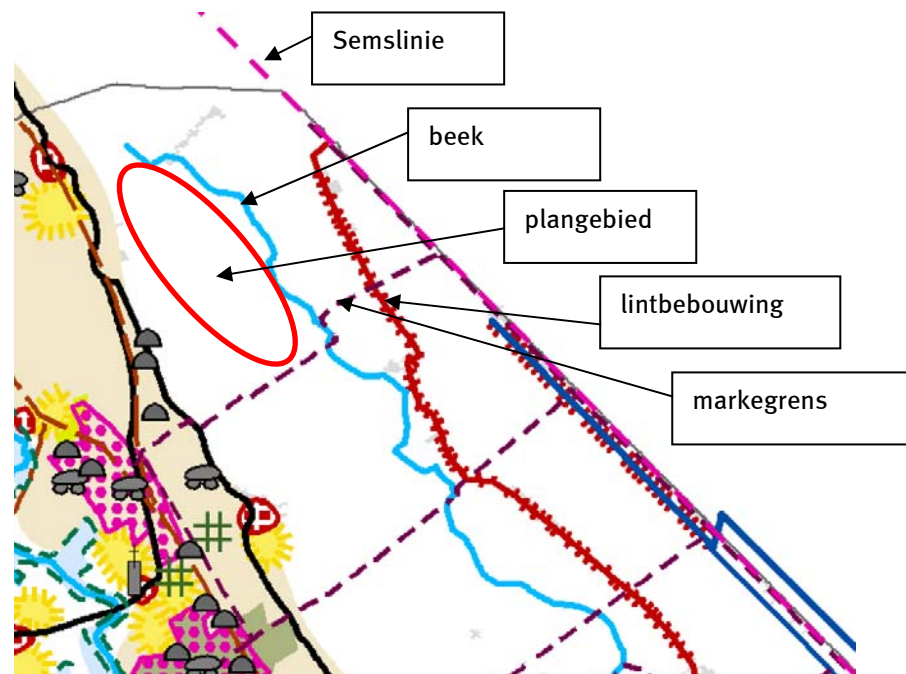 Semslinie
beek
plangebied
lintbebouwing
markegrens